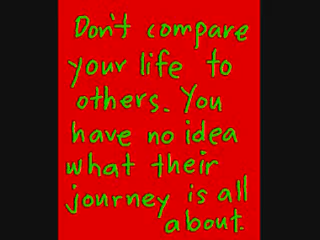 Don't compare
your life to
others. You
have no idea
what their
journey is all
about.